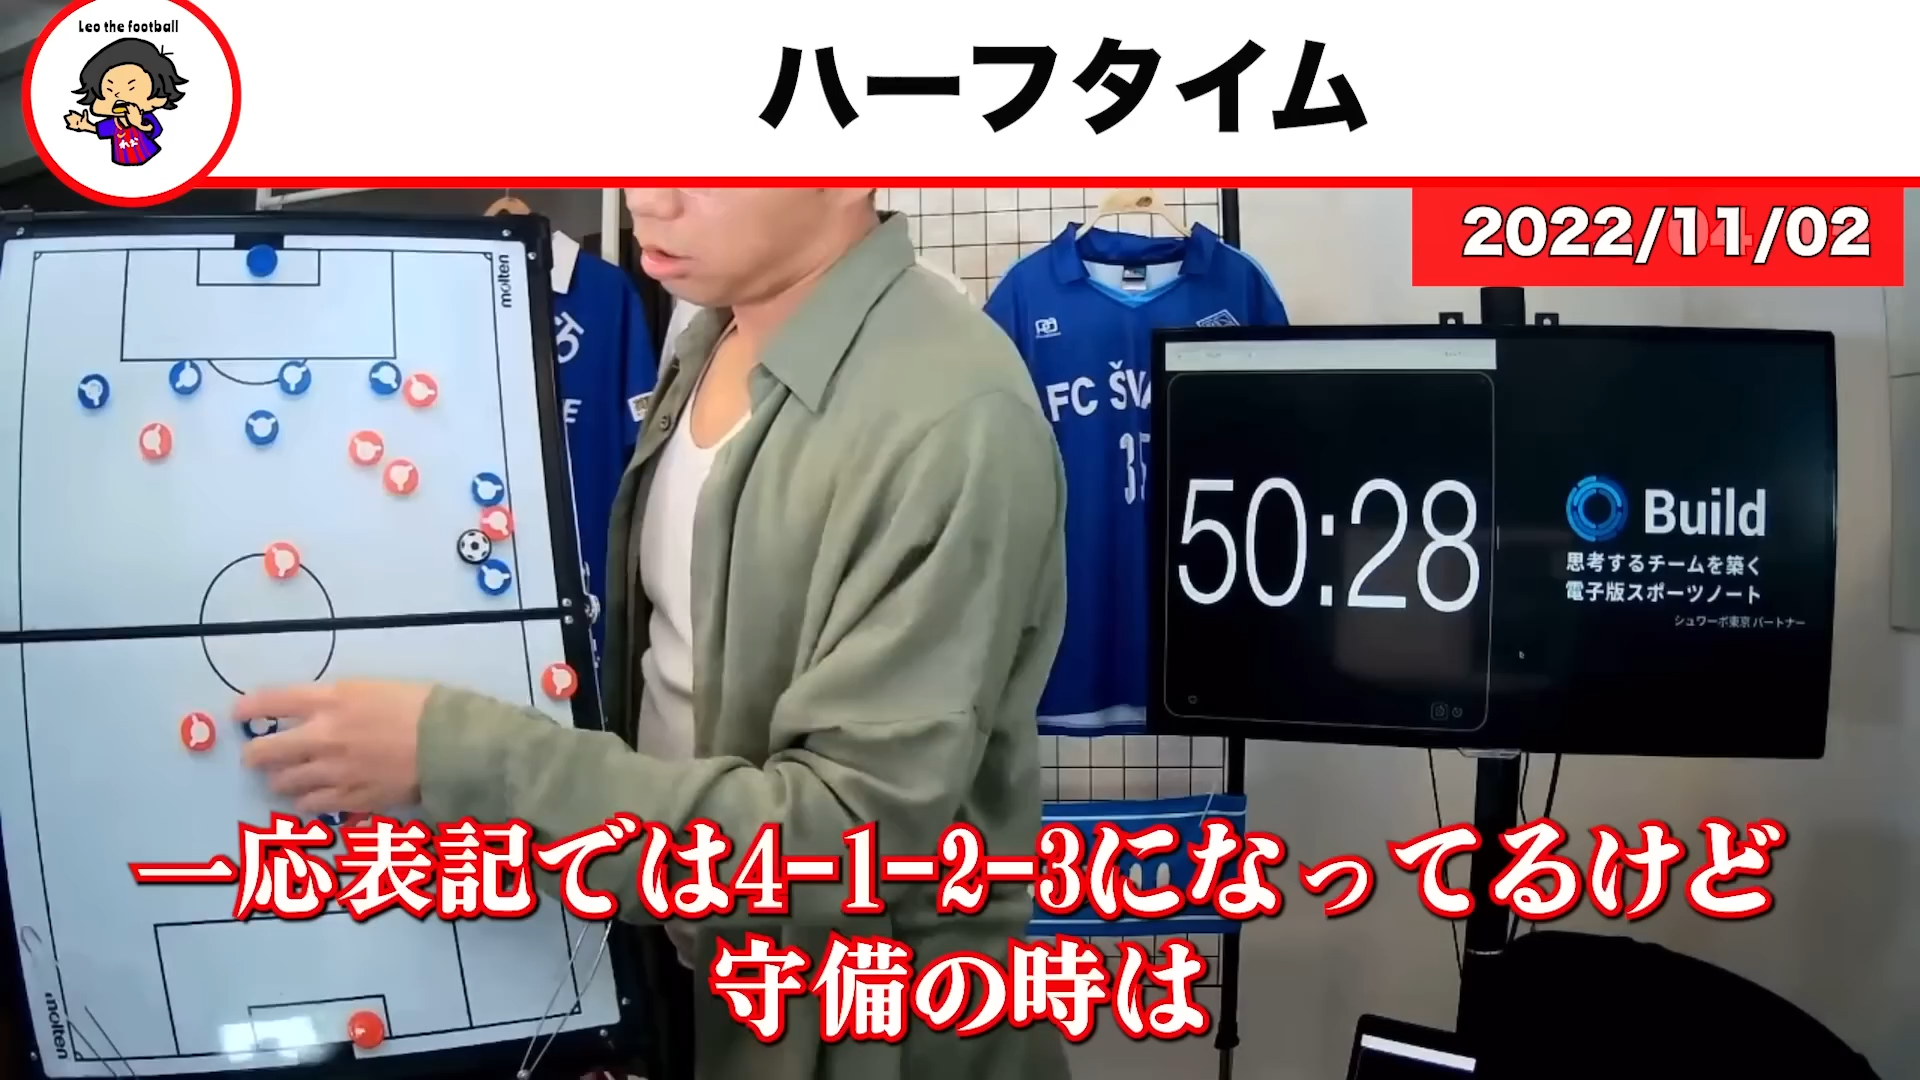 Leo the football
ハーフタイム
2022/11/02
molten
FC ŠVA
35
50:28
Build
思考するチームを築く
電子版スポーツノート
シュワーボ東京 パートナー
一応表記では4-1-2-3になってるけど
守備の時は
molten